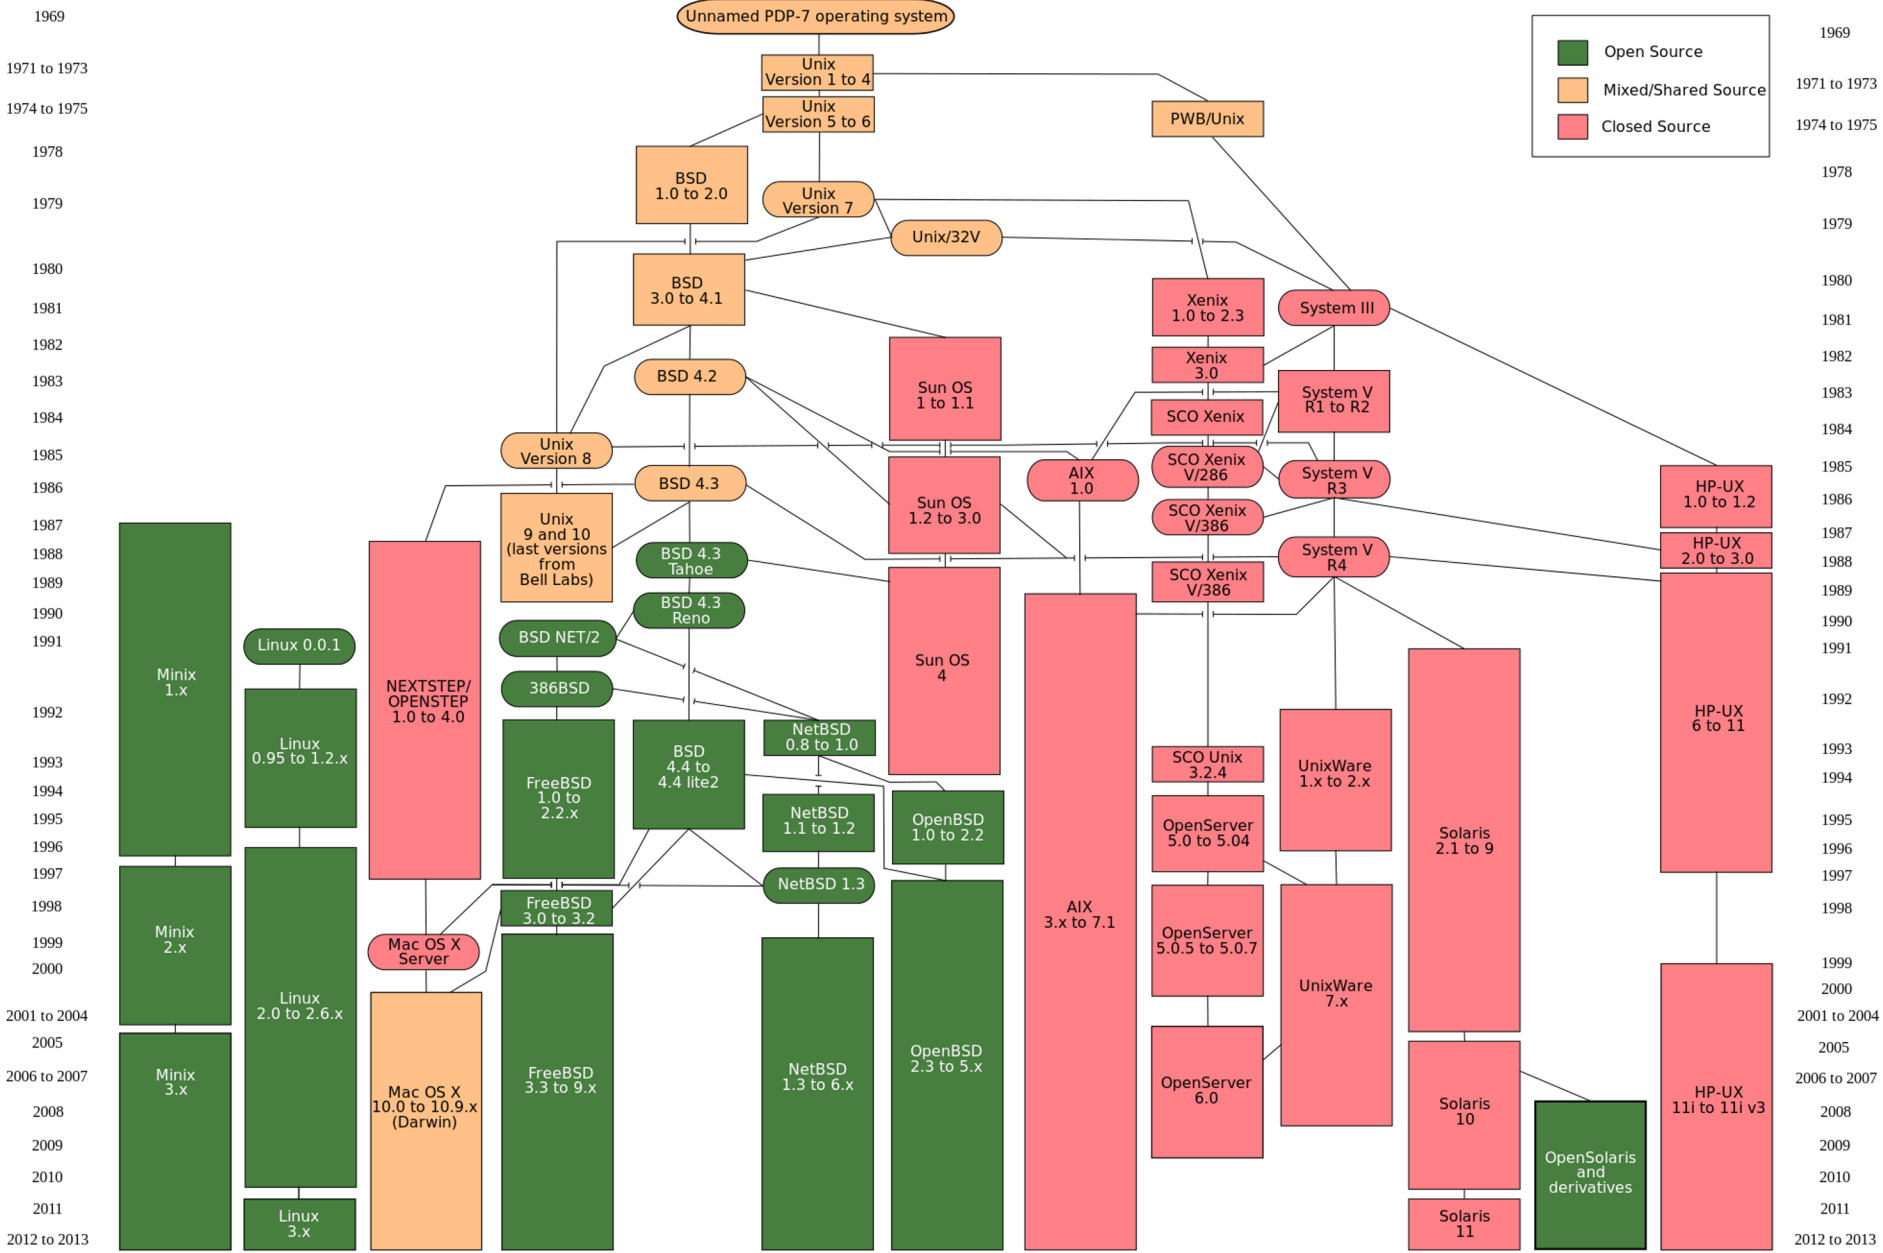 1969
1971 to 1973
1974 to 1975
1978
1979
1980
1981
1982
1983
1984
1985
1986
1987
1988
1989
1990
1991
1992
1993
1994
1995
1996
1997
1998
1999
2000
2001 to 2004
2005
2006 to 2007
2008
2009
2010
2011
2012 to 2013
Unnamed PDP-7 operating system
Unix
Version 1 to 4
Unix
Version 5 to 6
PWB/Unix
BSD
1.0 to 2.0
Unix
Version 7
Unix/32V
BSD
3.0 to 4.1
Xenix
1.0 to 2.3
System III
Xenix
3.0
BSD 4.2
Sun OS
1 to 1.1
System V
R1 to R2
SCO Xenix
Unix
Version 8
SCO Xenix
V/286
AIX
1.0
System V
R3
BSD 4.3
Sun OS
1.2 to 3.0
HP-UX
1.0 to 1.2
SCO Xenix
V/386
Unix
9 and 10
(last versions
from
Bell Labs)
BSD 4.3
Tahoe
System V
R4
HP-UX
2.0 to 3.0
SCO Xenix
V/386
BSD 4.3
Reno
BSD NET/2
Linux 0.0.1
Minix
1.x
386BSD
NEXTSTEP/
OPENSTEP
1.0 to 4.0
Sun OS
4
Linux
0.95 to 1.2.x
NetBSD
0.8 to 1.0
BSD
4.4 to
4.4 lite2
HP-UX
6 to 11
SCO Unix
3.2.4
UnixWare
1.x to 2.x
FreeBSD
1.0 to
2.2.x
NetBSD
1.1 to 1.2
OpenBSD
1.0 to 2.2
OpenServer
5.0 to 5.04
Solaris
2.1 to 9
NetBSD 1.3
FreeBSD
3.0 to 3.2
AIX
3.x to 7.1
Minix
2.x
Mac OS X
Server
OpenServer
5.0.5 to 5.0.7
Linux
2.0 to 2.6.x
UnixWare
7.x
Minix
3.x
Mac OS X
10.0 to 10.9.x
(Darwin)
FreeBSD
3.3 to 9.x
NetBSD
1.3 to 6.x
OpenBSD
2.3 to 5.x
OpenServer
6.0
Solaris
10
HP-UX
11i to 11i v3
OpenSolaris
and
derivatives
Linux
3.x
Solaris
11
Open Source
Mixed/Shared Source
Closed Source
1969
1971 to 1973
1974 to 1975
1978
1979
1980
1981
1982
1983
1984
1985
1986
1987
1988
1989
1990
1991
1992
1993
1994
1995
1996
1997
1998
1999
2000
2001 to 2004
2005
2006 to 2007
2008
2009
2010
2011
2012 to 2013